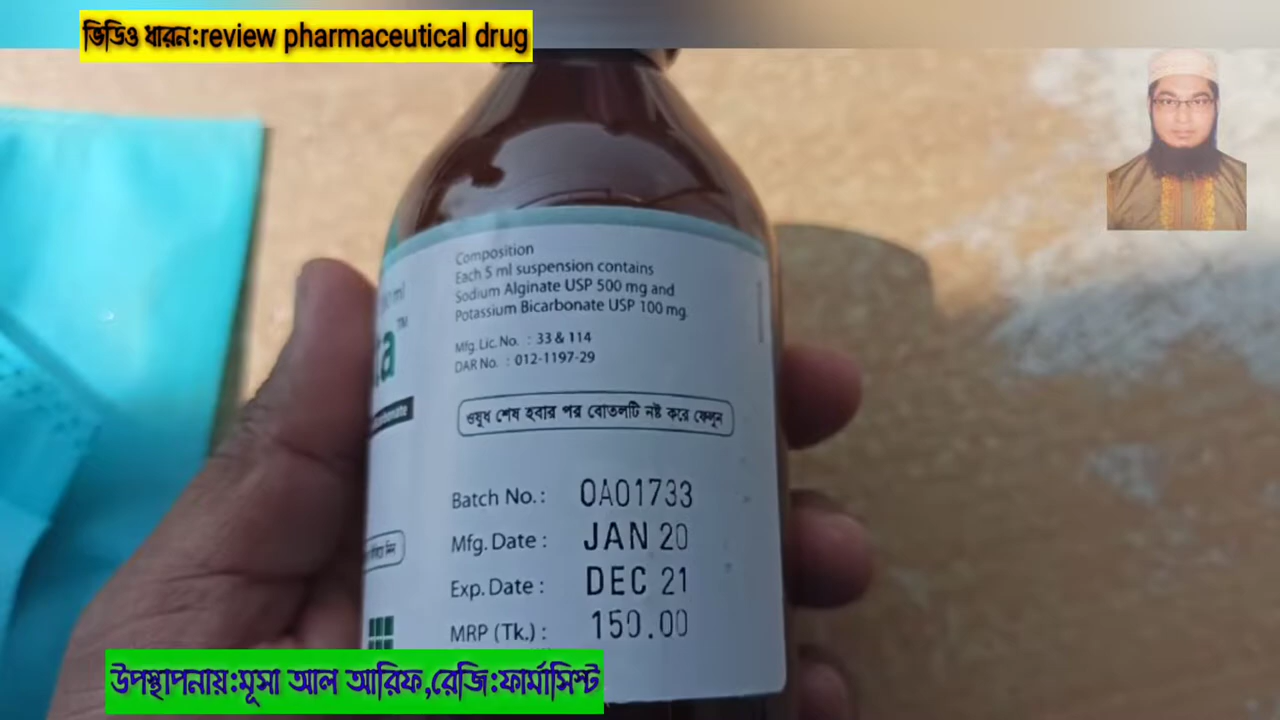 ভিডিও ধারন:review pharmaceutical drug
Composition
Each 5 ml suspension contains
Sodium Alginate USP 500 mg and
Potassium Bicarbonate USP 100 mg.
Mfg. Lic. No. : 33 & 114
DAR No. : 012-1197-29
ওষুধ শেষ হবার পর বোতলটি নষ্ট করে ফেলুন
Batch No. : 0A01733
Mfg. Date : JAN 20
Exp. Date : DEC 21
MRP (Tk.) : 150.00
ml
a™
উপস্থাপনায়:মূসা আল আরিফ,রেজি:ফার্মাসিস্ট